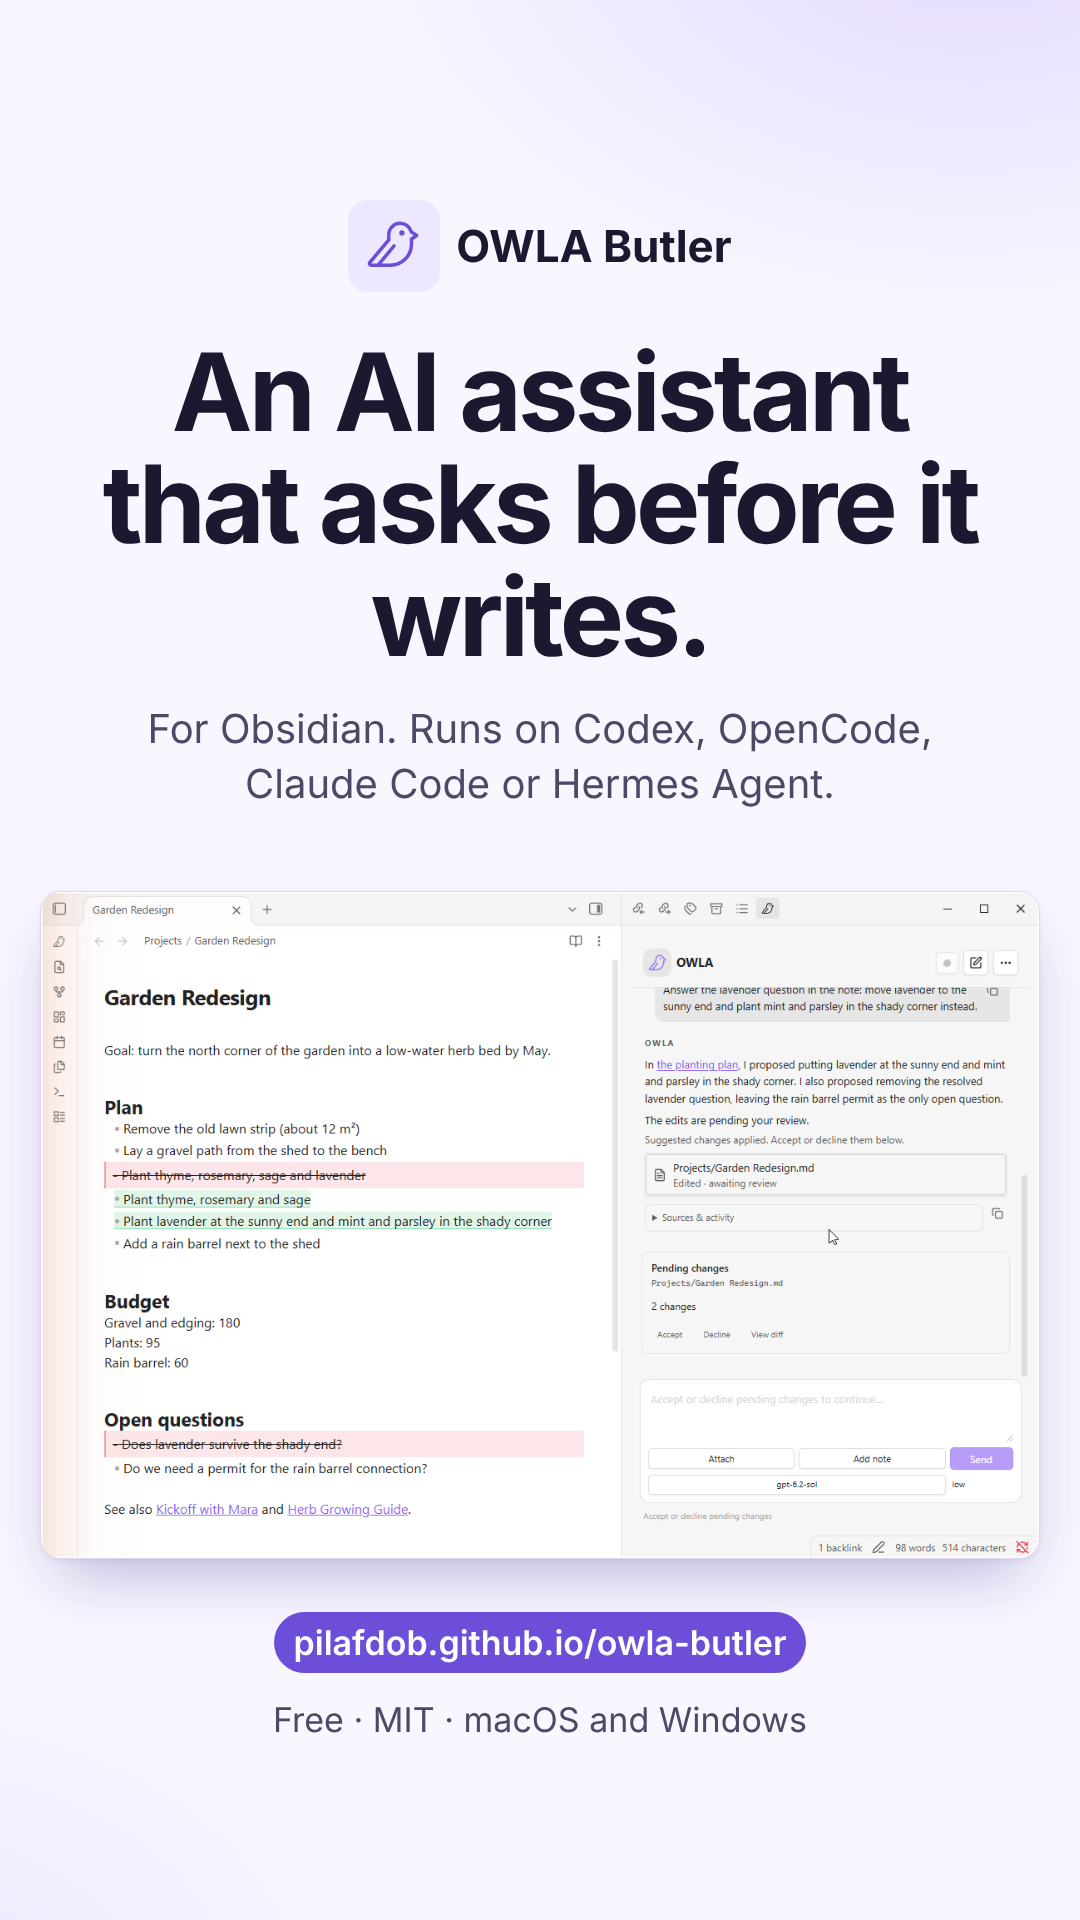 OWLA Butler
An AI assistant
that asks before it
writes.
For Obsidian. Runs on Codex, OpenCode,
Claude Code or Hermes Agent.
Garden Redesign
Projects / Garden Redesign
Garden Redesign
Goal: turn the north corner of the garden into a low-water herb bed by May.
Plan
Remove the old lawn strip (about 12 m²)
Lay a gravel path from the shed to the bench
- Plant thyme, rosemary, sage and lavender
Plant thyme, rosemary and sage
Plant lavender at the sunny end and mint and parsley in the shady corner
Add a rain barrel next to the shed
Budget
Gravel and edging: 180
Plants: 95
Rain barrel: 60
Open questions
- Does lavender survive the shady end?
Do we need a permit for the rain barrel connection?
See also Kickoff with Mara and Herb Growing Guide.
OWLA
Answer the lavender question in the note: move lavender to the
sunny end and plant mint and parsley in the shady corner instead.
OWLA
In the planting plan, I proposed putting lavender at the sunny end and mint
and parsley in the shady corner. I also proposed removing the resolved
lavender question, leaving the rain barrel permit as the only open question.
The edits are pending your review.
Suggested changes applied. Accept or decline them below.
Projects/Garden Redesign.md
Edited · awaiting review
Sources & activity
Pending changes
Projects/Garden Redesign.md
2 changes
Accept Decline View diff
Accept or decline pending changes to continue...
Attach Add note Send
gpt-6.2-sol low
Accept or decline pending changes
1 backlink 98 words 514 characters
pilafdob.github.io/owla-butler
Free · MIT · macOS and Windows